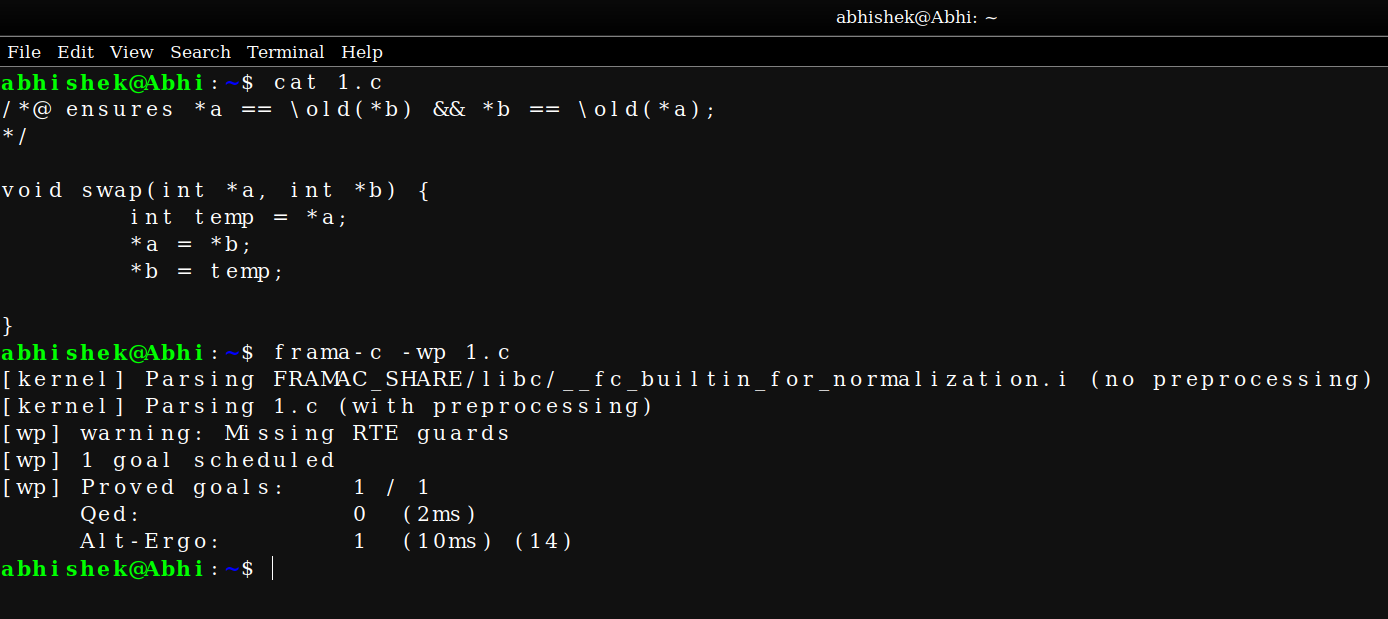 abhishek@Abhi: ~
File Edit View Search Terminal Help
abhishek@Abhi:~$ cat 1.c
/*@ ensures *a == \old(*b) && *b == \old(*a);
*/
void swap(int *a, int *b) {
int temp = *a;
*a = *b;
*b = temp;
}
abhishek@Abhi:~$ frama-c -wp 1.c
[kernel] Parsing FRAMAC_SHARE/libc/__fc_builtin_for_normalization.i (no preprocessing)
[kernel] Parsing 1.c (with preprocessing)
[wp] warning: Missing RTE guards
[wp] 1 goal scheduled
[wp] Proved goals: 1 / 1
Qed: 0 (2ms)
Alt-Ergo: 1 (10ms) (14)
abhishek@Abhi:~$